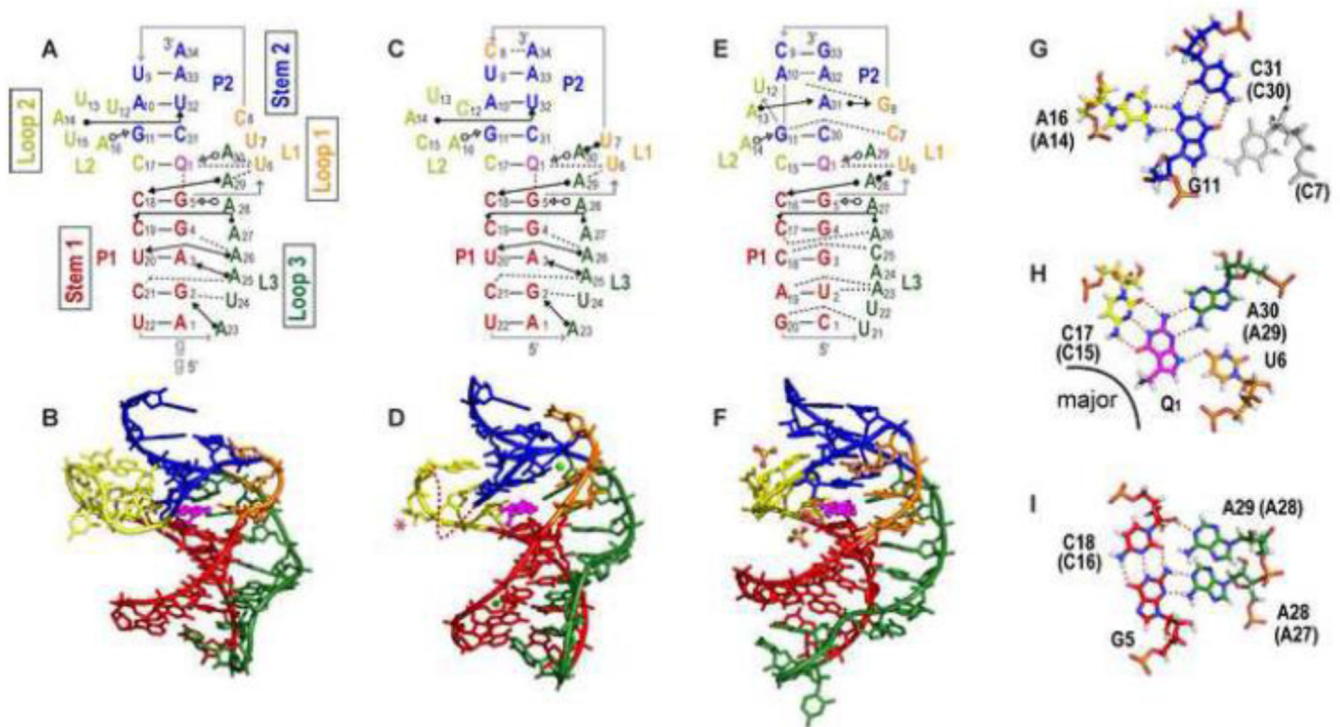 A
3'
A34
U9 – A33
P2
Stem 2
Loop 2
U13
U12
A10 – U32
A14
C8
U15
A16
G11 – C31
U7
L2
C17
Q1
A30
U6
L1
Loop 1
A29
C18 – G5
A28
C19 – G4
A27
Stem 1
P1
U20 – A3
A26
A25
C21 – G2
U24
L3
Loop 3
U22 – A1
A23
g
g 5'
C
3'
C8
A34
U9 – A33
P2
U13
C12
A10 – U32
A14
C
A16
G11 – C31
U7
L2
C17
Q1
A30
U6
L1
A29
C18 – G5
A28
C19 – G4
A27
P1
U20 – A3
A26
A25
C21 – G2
U24
L3
U22 – A1
A23
5'
E
3'
C9 – G33
A10 – A32
P2
U12
A13
A31
G8
A14
G11 – C30
C7
L2
C15
Q1
A29
U6
L1
A28
C16 – G5
A27
C17 – G4
A26
P1
C18 – G3
C25
A24
A19 – U2
A23
L3
U22
G20 – C1
U21
5'
B
D
*
F
G
C31
(C30)
A16
(A14)
G11
(C7)
H
A30
(A29)
C17
(C15)
U6
major
Q1
I
A29 (A28)
C18
(C16)
A28
(A27)
G5